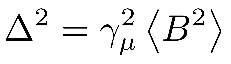 Δ² = γ_μ² ⟨B²⟩